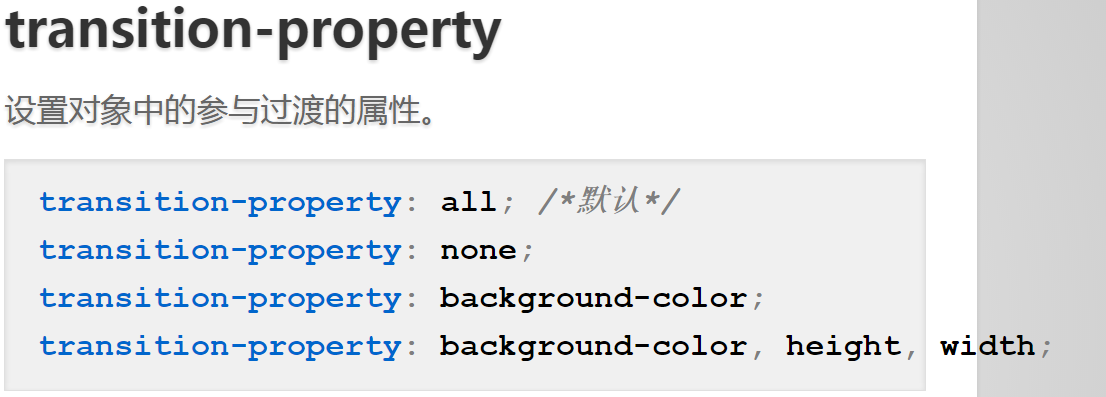 transition-property
设置对象中的参与过渡的属性。
transition-property: all; /*默认*/
transition-property: none;
transition-property: background-color;
transition-property: background-color, height, width;